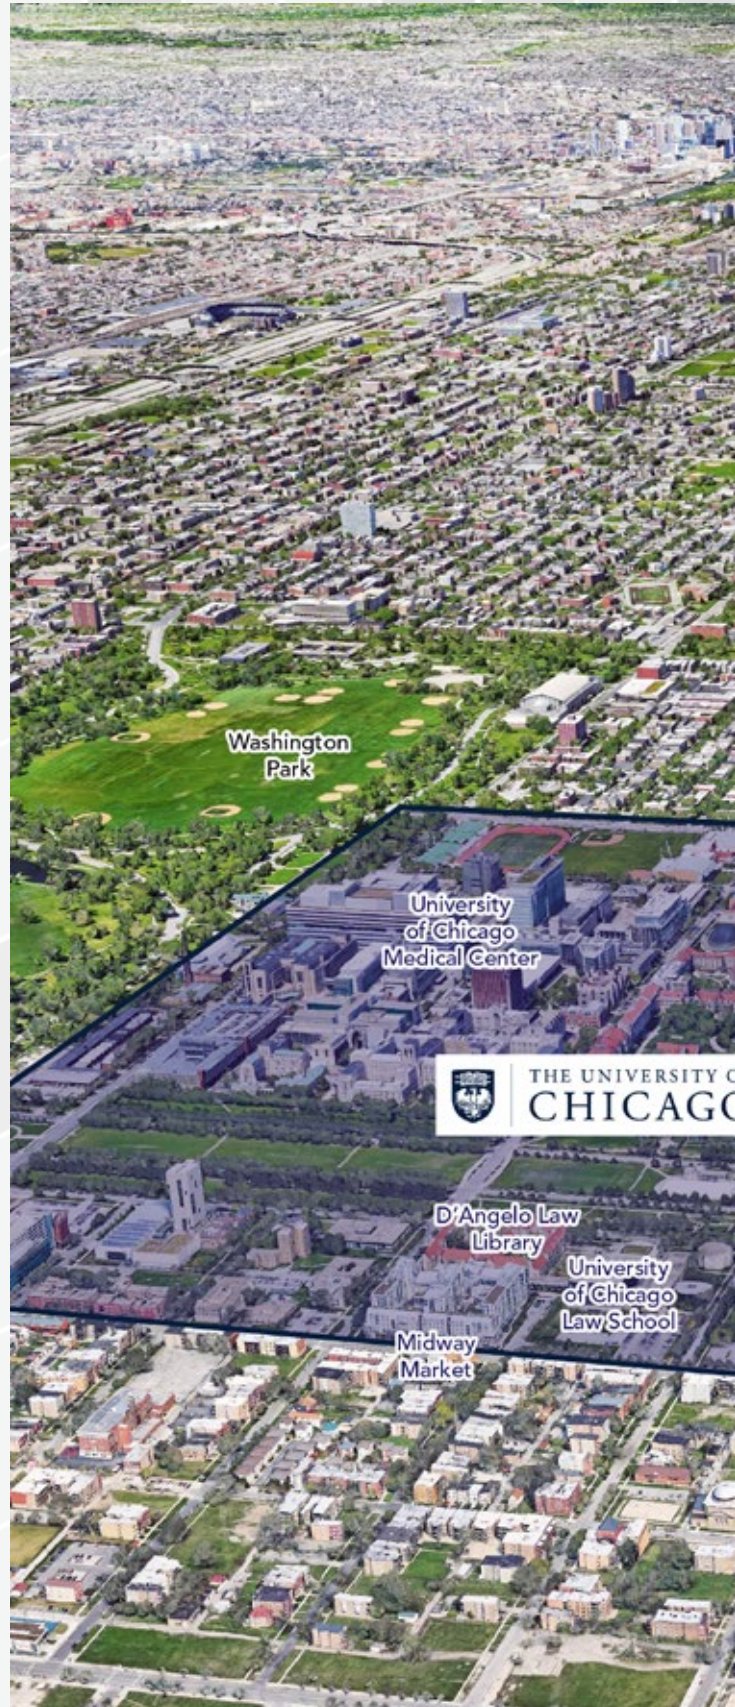 Washington
Park
University
of Chicago
Medical Center
THE UNIVERSITY O
CHICAGO
D'Angelo Law
Library
University
of Chicago
Law School
Midway
Market